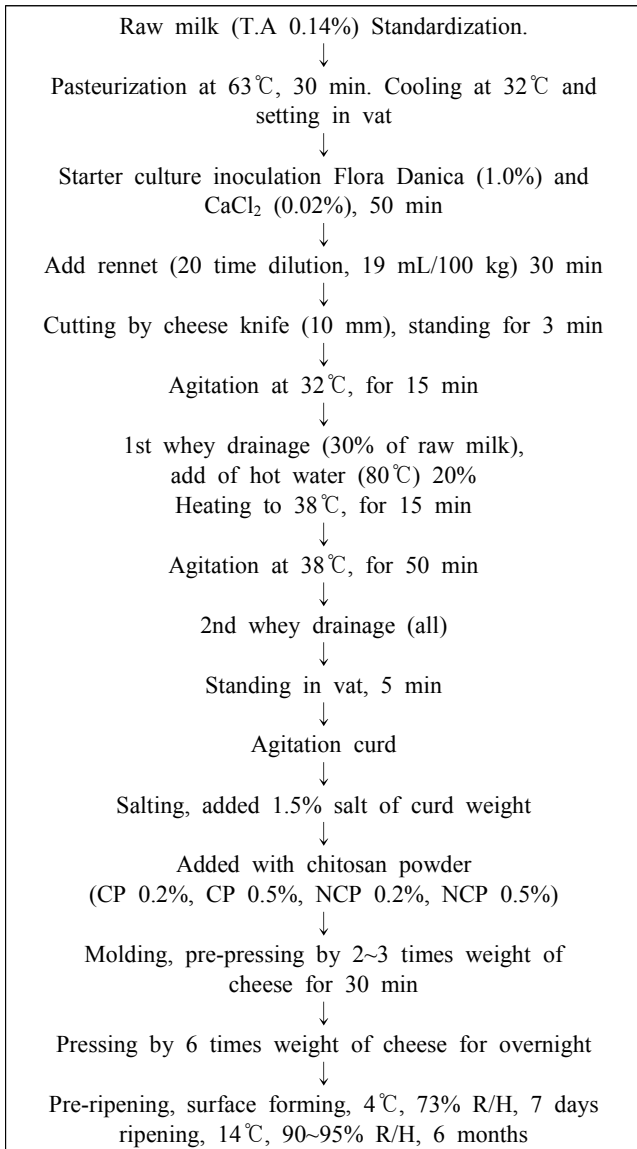 Raw milk (T.A 0.14%) Standardization.
↓
Pasteurization at 63℃, 30 min. Cooling at 32℃ and
setting in vat
↓
Starter culture inoculation Flora Danica (1.0%) and
CaCl₂ (0.02%), 50 min
↓
Add rennet (20 time dilution, 19 mL/100 kg) 30 min
↓
Cutting by cheese knife (10 mm), standing for 3 min
↓
Agitation at 32℃, for 15 min
↓
1st whey drainage (30% of raw milk),
add of hot water (80℃) 20%
Heating to 38℃, for 15 min
↓
Agitation at 38℃, for 50 min
↓
2nd whey drainage (all)
↓
Standing in vat, 5 min
↓
Agitation curd
↓
Salting, added 1.5% salt of curd weight
↓
Added with chitosan powder
(CP 0.2%, CP 0.5%, NCP 0.2%, NCP 0.5%)
↓
Molding, pre-pressing by 2~3 times weight of
cheese for 30 min
↓
Pressing by 6 times weight of cheese for overnight
↓
Pre-ripening, surface forming, 4℃, 73% R/H, 7 days
ripening, 14℃, 90~95% R/H, 6 months